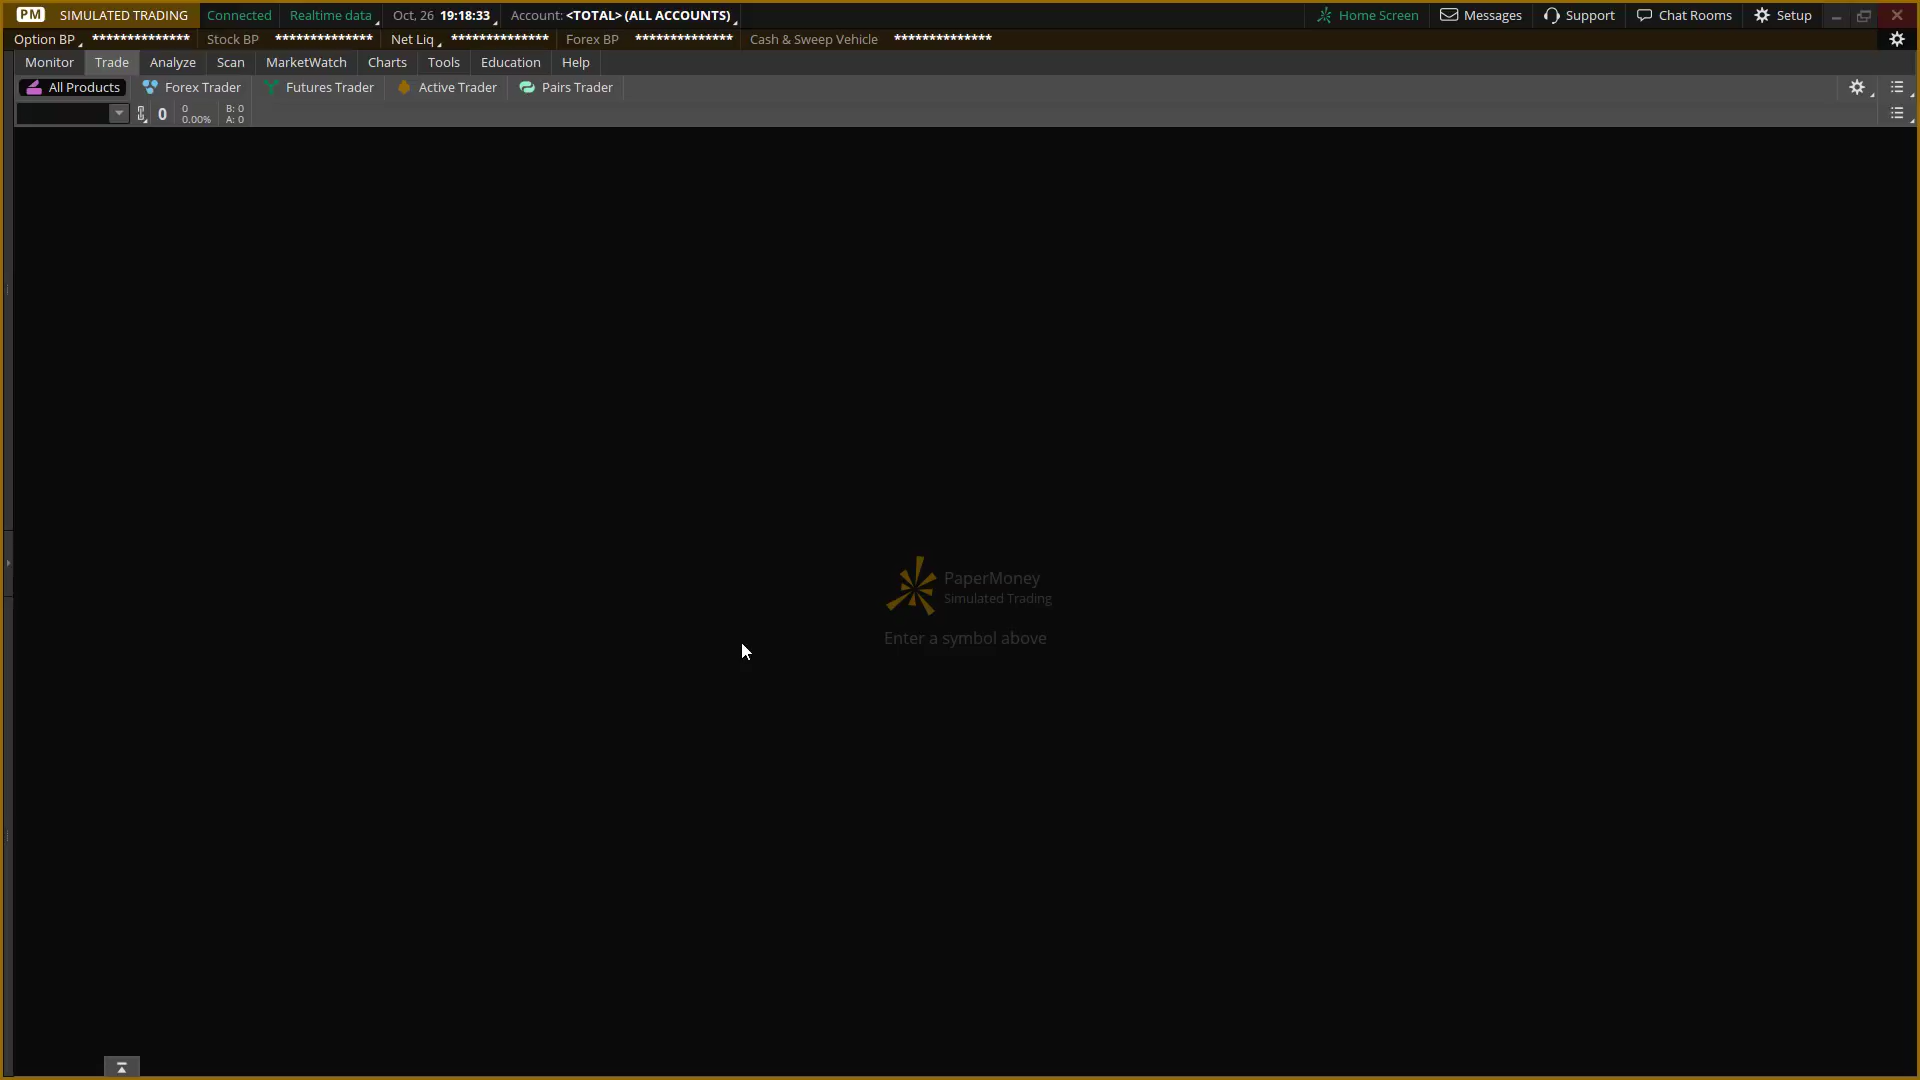 PM SIMULATED TRADING Connected Realtime data Oct, 26 19:18:33 Account: <TOTAL> (ALL ACCOUNTS) Home Screen Messages Support Chat Rooms Setup
Option BP ************** Stock BP ************** Net Liq ************** Forex BP ************** Cash & Sweep Vehicle **************
Monitor Trade Analyze Scan MarketWatch Charts Tools Education Help
All Products Forex Trader Futures Trader Active Trader Pairs Trader
0 0 B: 0
0.00% A: 0
PaperMoney
Simulated Trading
Enter a symbol above